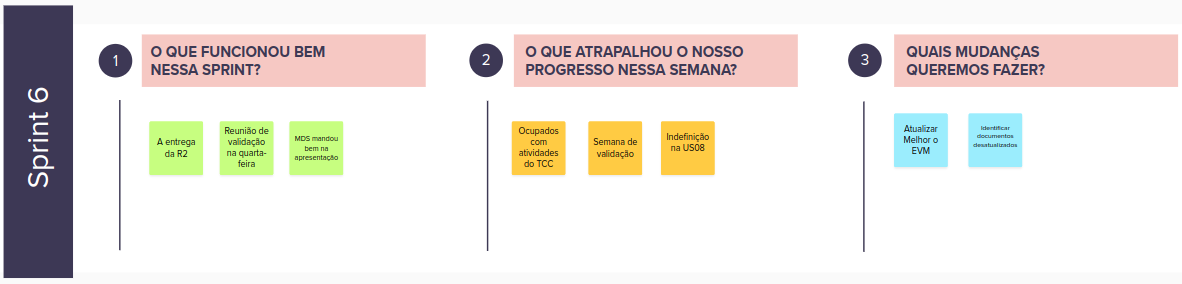 Sprint 6
1
O QUE FUNCIONOU BEM
NESSA SPRINT?
A entrega
da R2
Reunião de
validação
na quarta-
feira
MDS mandou
bem na
apresentação
2
O QUE ATRAPALHOU O NOSSO
PROGRESSO NESSA SEMANA?
Ocupados
com
atividades
do TCC
Semana de
validação
Indefinição
na US08
3
QUAIS MUDANÇAS
QUEREMOS FAZER?
Atualizar
Melhor o
EVM
Identificar
documentos
desatualizados